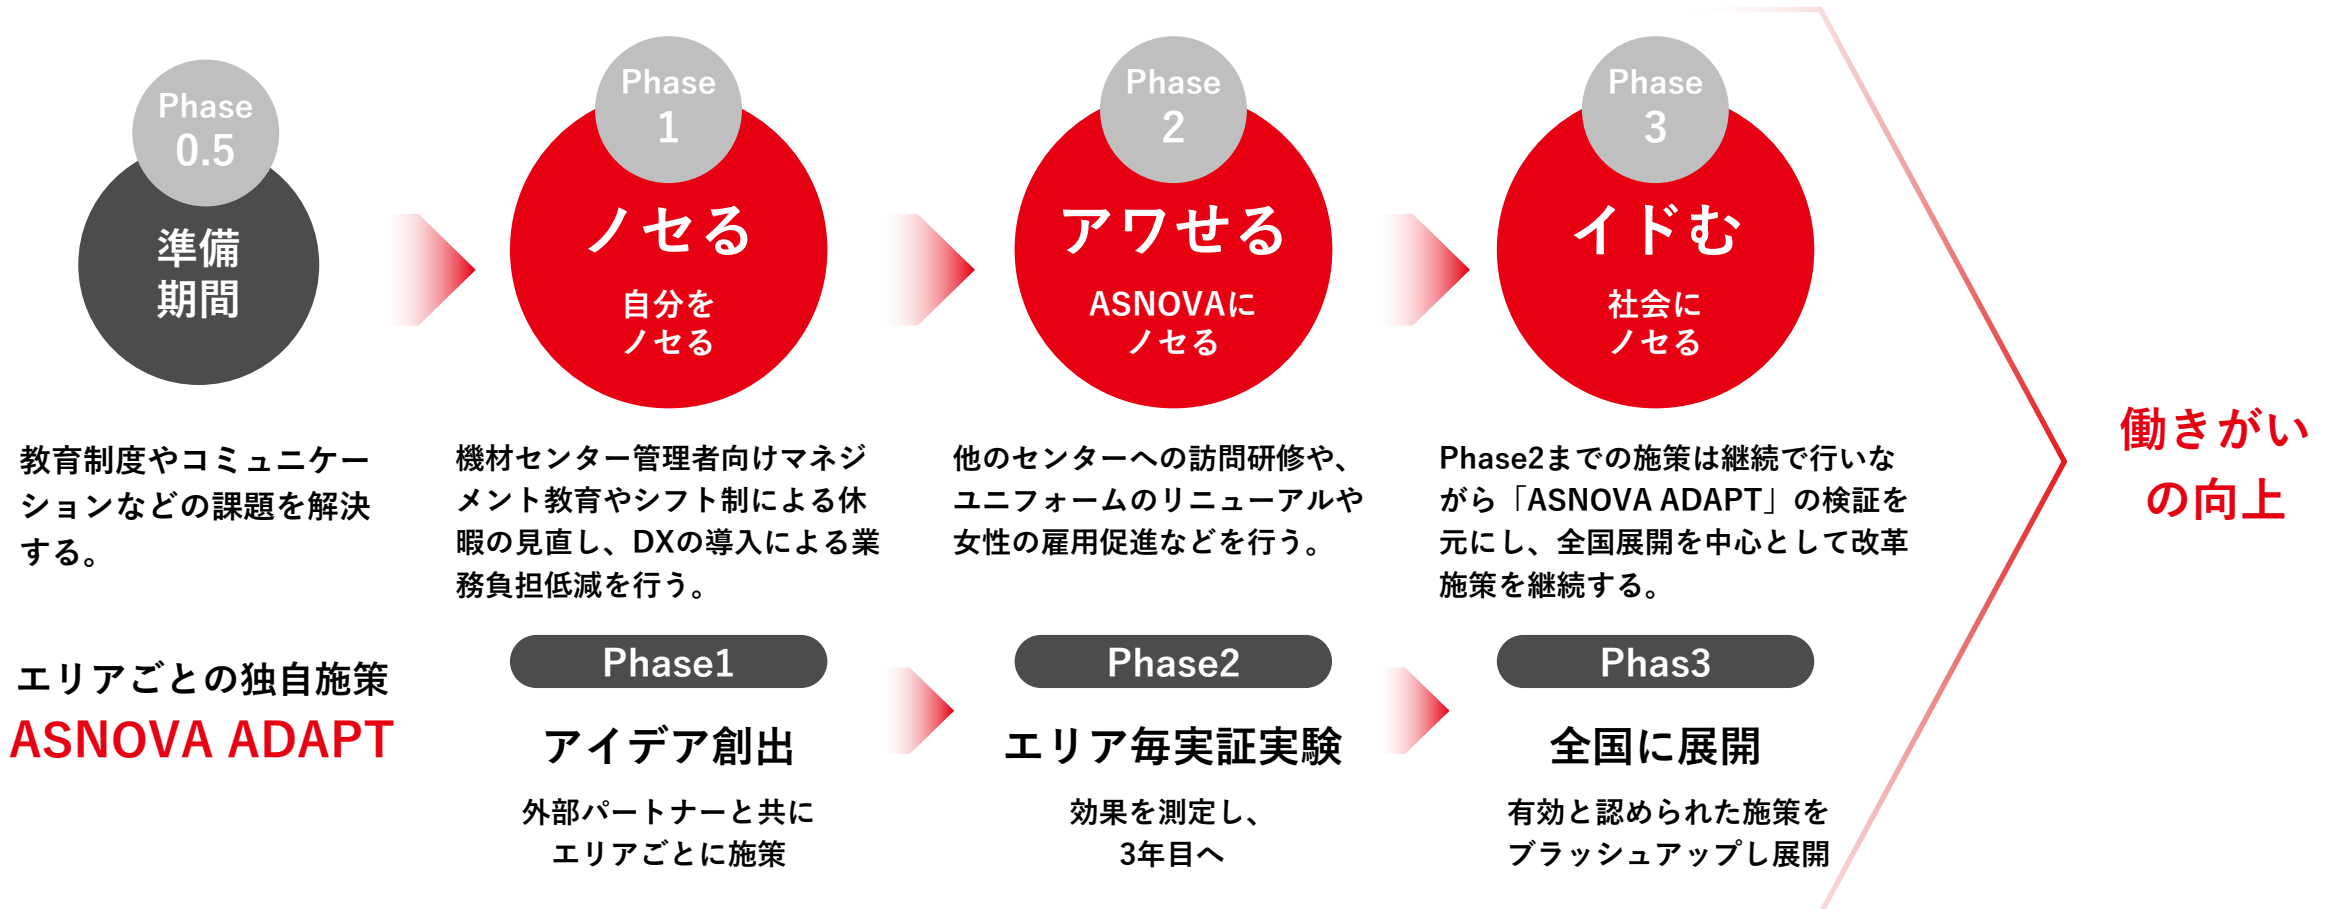 Phase
0.5
準備
期間
教育制度やコミュニケー
ションなどの課題を解決
する。
Phase
1
ノセる
自分を
ノセる
機材センター管理者向けマネジ
メント教育やシフト制による休
暇の見直し、DXの導入による業
務負担低減を行う。
Phase
2
アワせる
ASNOVAに
ノセる
他のセンターへの訪問研修や、
ユニフォームのリニューアルや
女性の雇用促進などを行う。
Phase
3
イドむ
社会に
ノセる
Phase2までの施策は継続で行いな
がら「ASNOVA ADAPT」の検証を
元にし、全国展開を中心として改革
施策を継続する。
働きがい
の向上
エリアごとの独自施策
ASNOVA ADAPT
Phase1
アイデア創出
外部パートナーと共に
エリアごとに施策
Phase2
エリア毎実証実験
効果を測定し、
3年目へ
Phas3
全国に展開
有効と認められた施策を
ブラッシュアップし展開